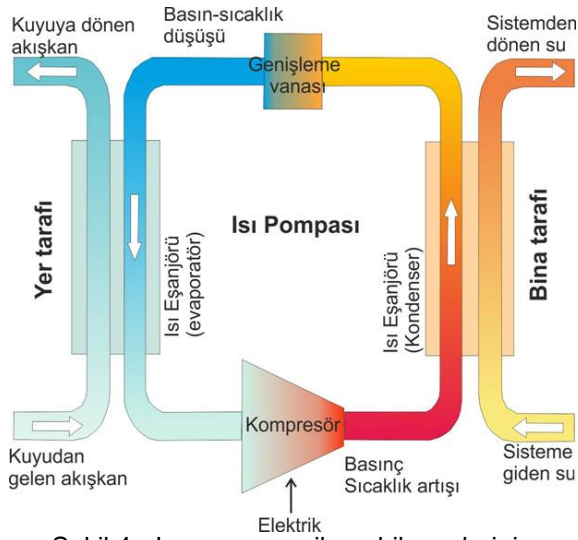 Kuyuya dönen
akışkan
Basın-sıcaklık
düşüşü
Genişleme
vanası
Sistemden
dönen su
Yer tarafı
Isı Eşanjörü
(evaporatör)
Isı Pompası
Isı Eşanjörü
(Kondenser)
Bina tarafı
Kuyudan
gelen akışkan
Kompresör
Basınç
Sıcaklık artışı
Sisteme
giden su
Elektrik